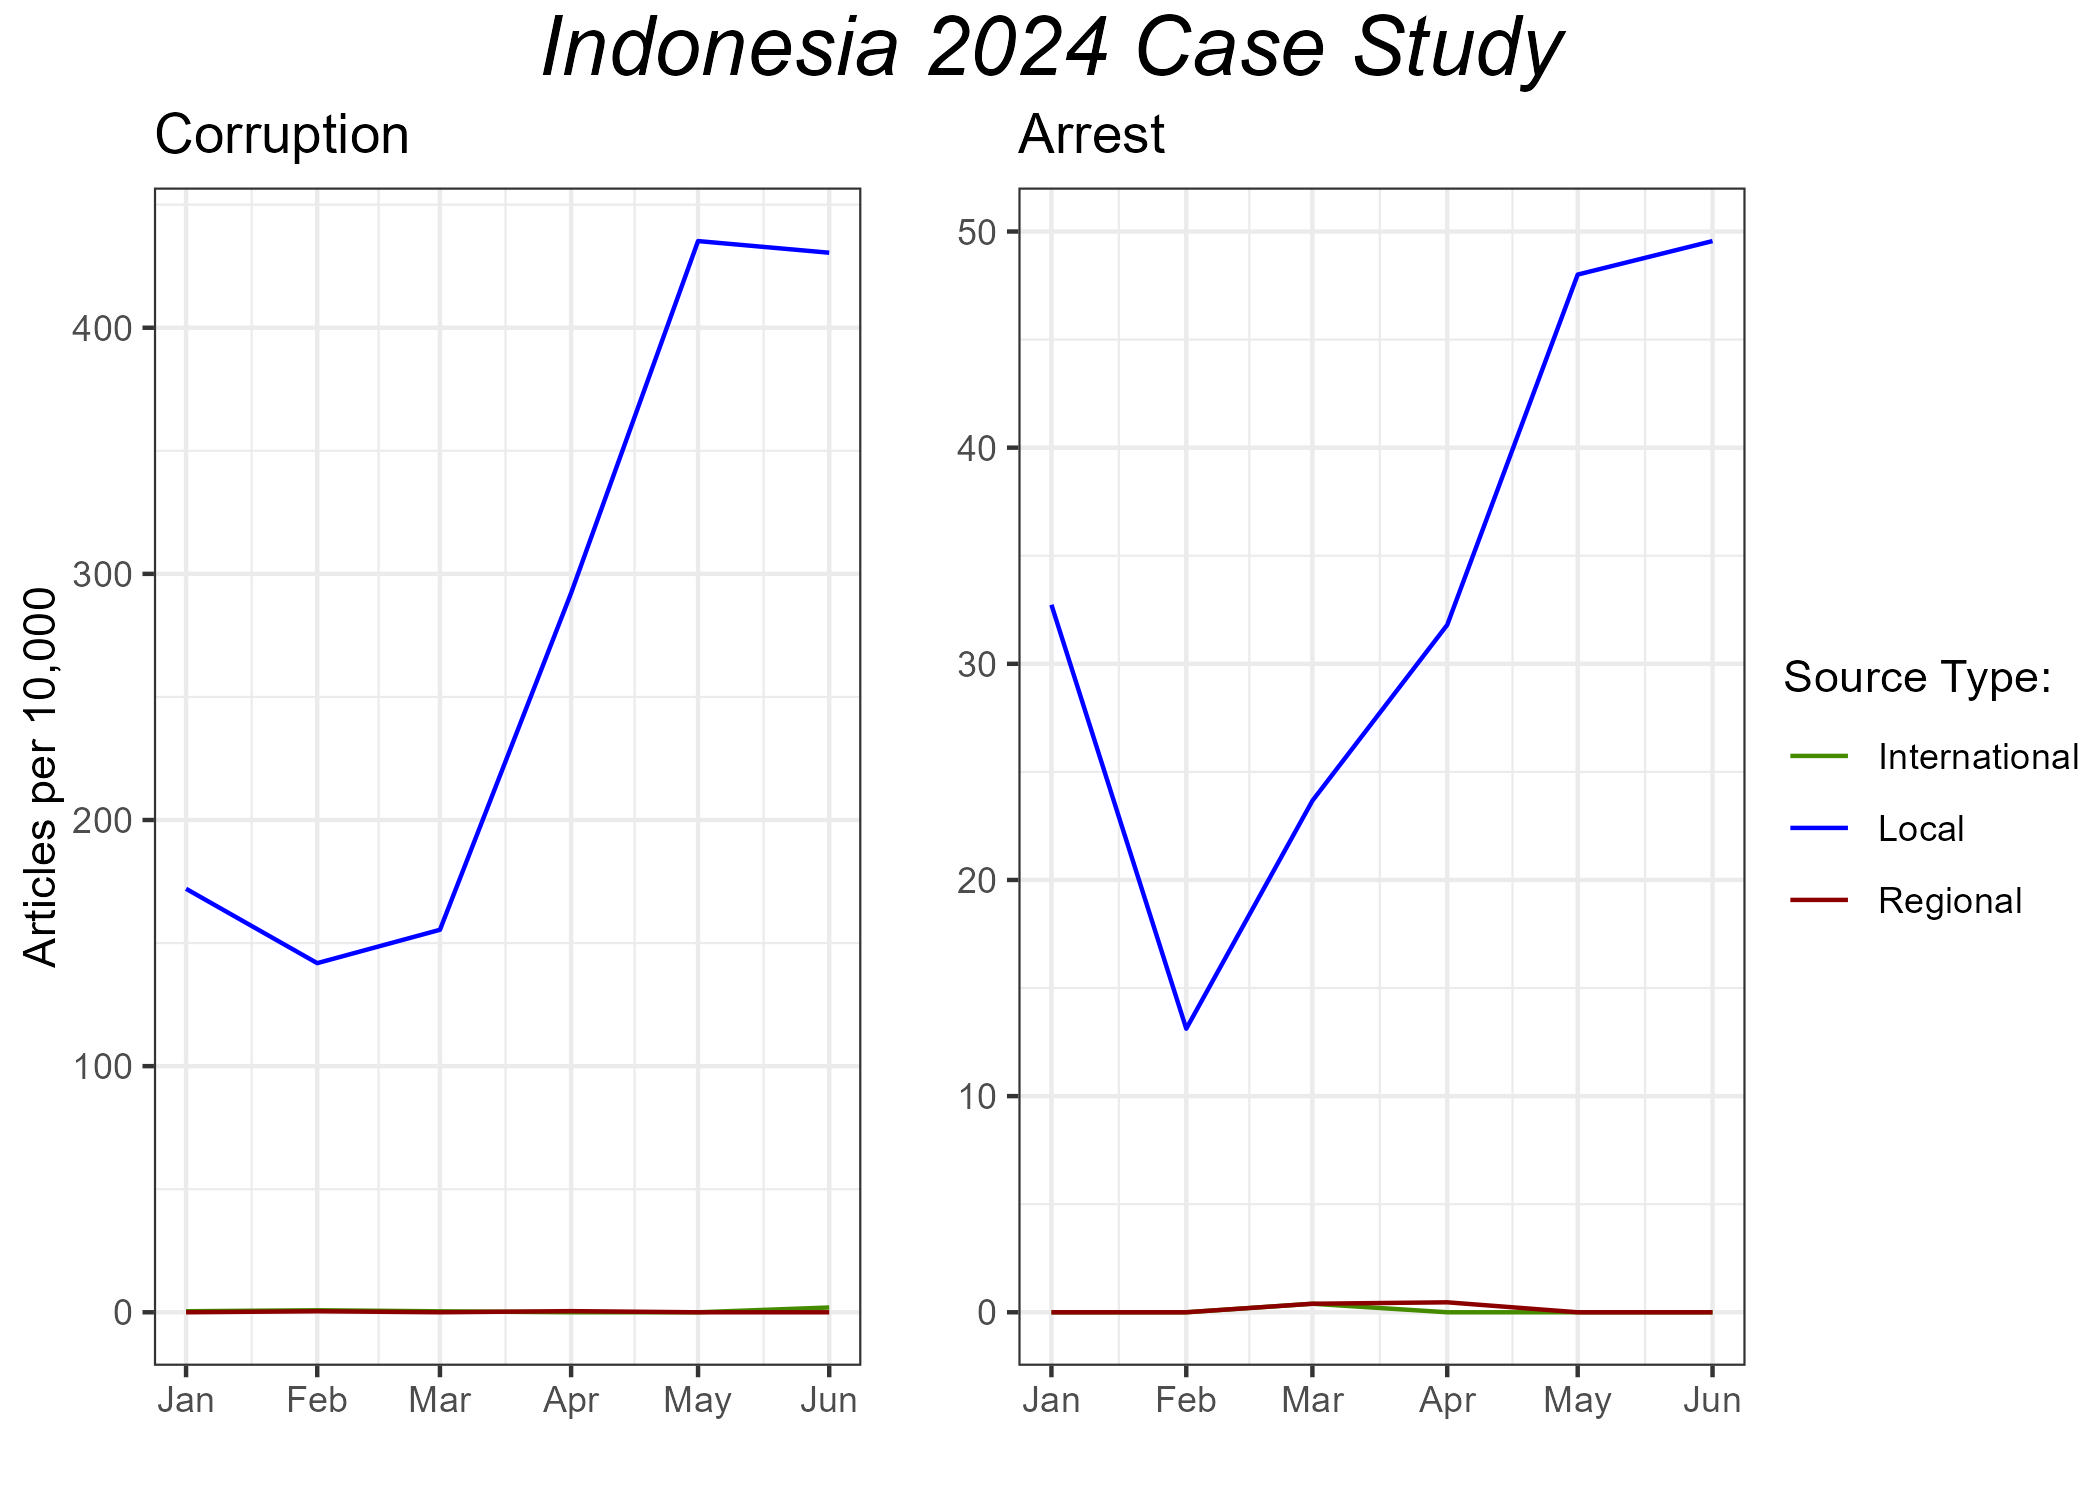 Indonesia 2024 Case Study
Corruption
Arrest
Articles per 10,000
400
300
200
100
0
Jan Feb Mar Apr May Jun
50
40
30
20
10
0
Jan Feb Mar Apr May Jun
Source Type:
International
Local
Regional